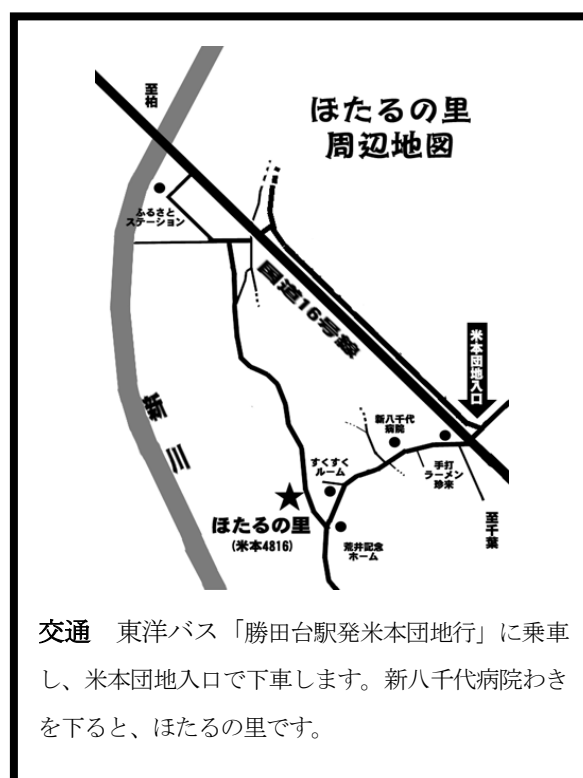 ほたるの里
周辺地図
至柏
ふるさと
ステーション
国道16号線
米本団地入口
新川
新八千代
病院
手打
ラーメン
珍来
すくすく
ルーム
ほたるの里
(米本4816)
荒井記念
ホーム
至千葉
交通 東洋バス「勝田台駅発米本団地行」に乗車
し、米本団地入口で下車します。新八千代病院わき
を下ると、ほたるの里です。